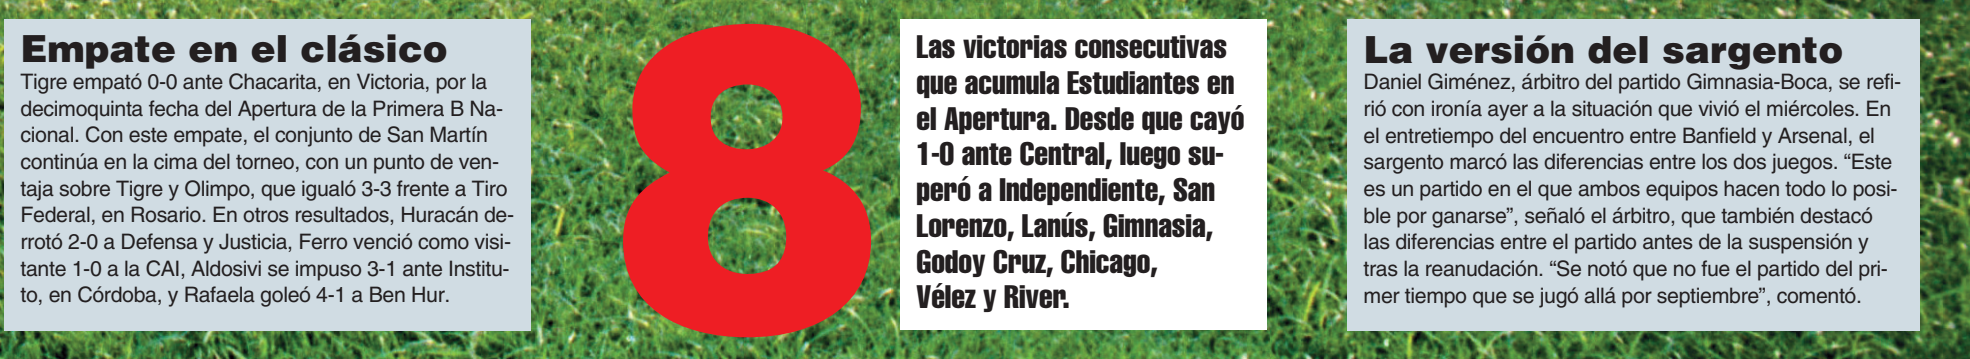 Empate en el clásico
Tigre empató 0-0 ante Chacarita, en Victoria, por la
decimoquinta fecha del Apertura de la Primera B Na-
cional. Con este empate, el conjunto de San Martín
continúa en la cima del torneo, con un punto de ven-
taja sobre Tigre y Olimpo, que igualó 3-3 frente a Tiro
Federal, en Rosario. En otros resultados, Huracán de-
rrotó 2-0 a Defensa y Justicia, Ferro venció como visi-
tante 1-0 a la CAI, Aldosivi se impuso 3-1 ante Institu-
to, en Córdoba, y Rafaela goleó 4-1 a Ben Hur.
8
Las victorias consecutivas
que acumula Estudiantes en
el Apertura. Desde que cayó
1-0 ante Central, luego su-
peró a Independiente, San
Lorenzo, Lanús, Gimnasia,
Godoy Cruz, Chicago,
Vélez y River.
La versión del sargento
Daniel Giménez, árbitro del partido Gimnasia-Boca, se refi-
rió con ironía ayer a la situación que vivió el miércoles. En
el entretiempo del encuentro entre Banfield y Arsenal, el
sargento marcó las diferencias entre los dos juegos. “Este
es un partido en el que ambos equipos hacen todo lo posi-
ble por ganarse”, señaló el árbitro, que también destacó
las diferencias entre el partido antes de la suspensión y
tras la reanudación. “Se notó que no fue el partido del pri-
mer tiempo que se jugó allá por septiembre”, comentó.